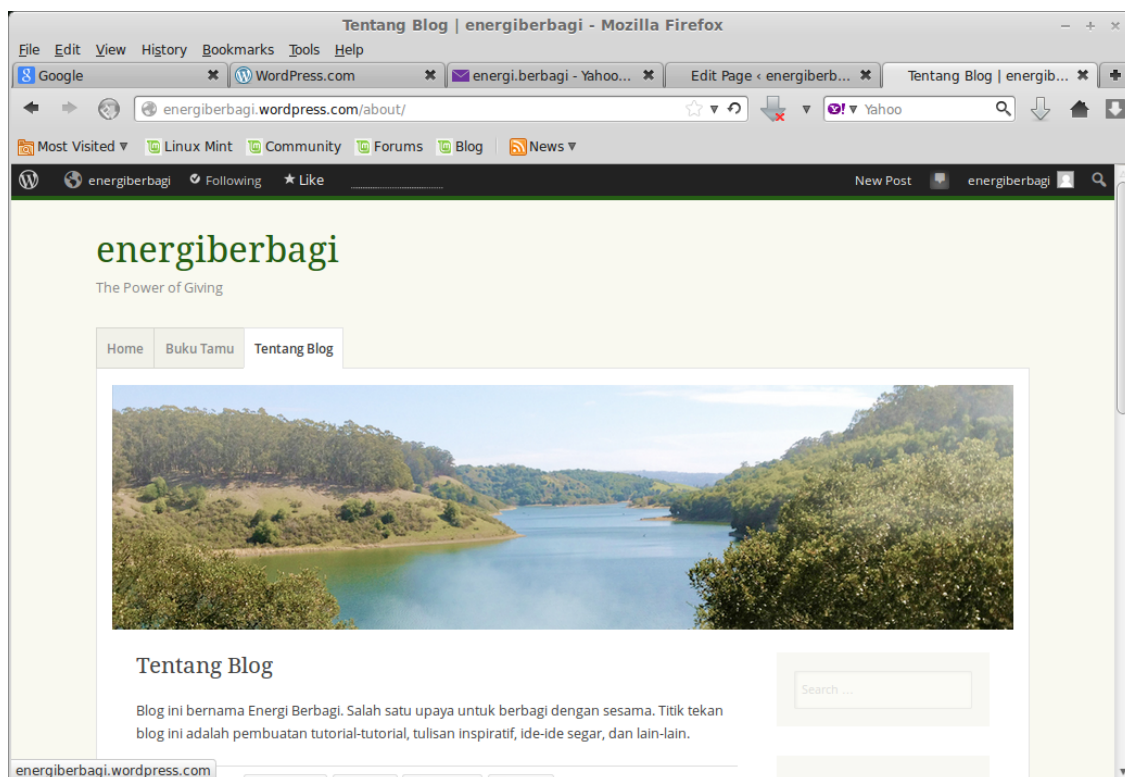 Tentang Blog | energiberbagi - Mozilla Firefox
File Edit View History Bookmarks Tools Help
Google WordPress.com energi.berbagi - Yahoo... Edit Page ‹ energiberb... Tentang Blog | energib...
energiberbagi.wordpress.com/about/ Yahoo
Most Visited Linux Mint Community Forums Blog News
energiberbagi Following Like New Post energiberbagi
energiberbagi
The Power of Giving
Home Buku Tamu Tentang Blog
Tentang Blog
Search ...
Blog ini bernama Energi Berbagi. Salah satu upaya untuk berbagi dengan sesama. Titik tekan
blog ini adalah pembuatan tutorial-tutorial, tulisan inspiratif, ide-ide segar, dan lain-lain.
energiberbagi.wordpress.com